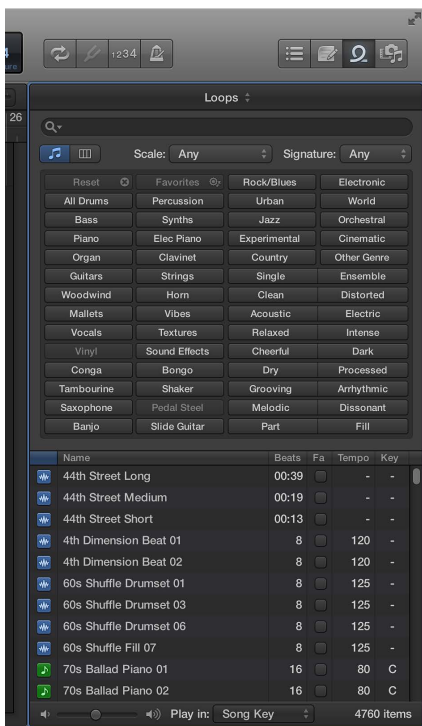 1234
Loops
26
Scale: Any Signature: Any
Reset Favorites Rock/Blues Electronic
All Drums Percussion Urban World
Bass Synths Jazz Orchestral
Piano Elec Piano Experimental Cinematic
Organ Clavinet Country Other Genre
Guitars Strings Single Ensemble
Woodwind Horn Clean Distorted
Mallets Vibes Acoustic Electric
Vocals Textures Relaxed Intense
Vinyl Sound Effects Cheerful Dark
Conga Bongo Dry Processed
Tambourine Shaker Grooving Arrhythmic
Saxophone Pedal Steel Melodic Dissonant
Banjo Slide Guitar Part Fill
Name Beats Fa Tempo Key
44th Street Long 00:39 - -
44th Street Medium 00:19 - -
44th Street Short 00:13 - -
4th Dimension Beat 01 8 120 -
4th Dimension Beat 02 8 120 -
60s Shuffle Drumset 01 8 125 -
60s Shuffle Drumset 03 8 125 -
60s Shuffle Drumset 06 8 125 -
60s Shuffle Fill 07 8 125 -
70s Ballad Piano 01 16 80 C
70s Ballad Piano 02 16 80 C
Play in: Song Key 4760 items